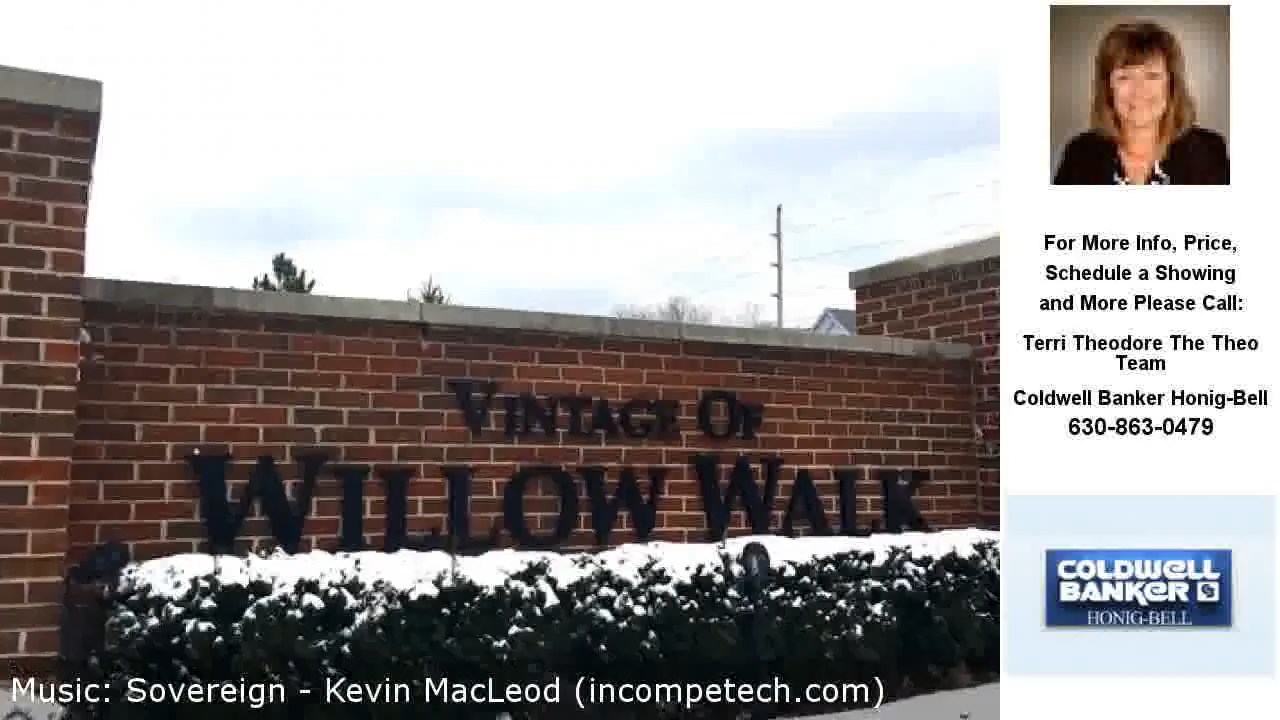 VINTAGE OF
WILLOW WALK
Music: Sovereign - Kevin MacLeod (incompetech.com)
For More Info, Price,
Schedule a Showing
and More Please Call:
Terri Theodore The Theo
Team
Coldwell Banker Honig-Bell
630-863-0479
COLDWELL
BANKER
HONIG-BELL